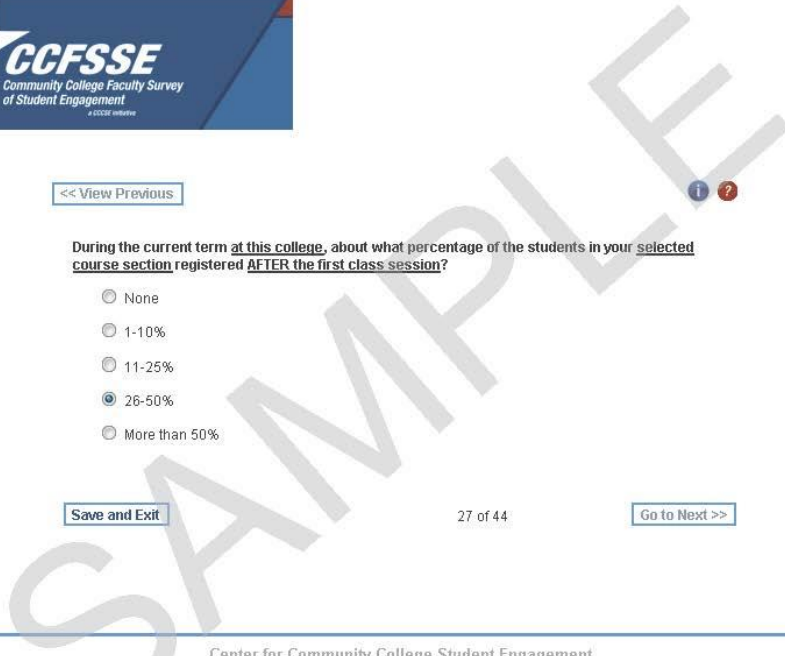 CCFSSE
Community College Faculty Survey
of Student Engagement
a CCCSE initiative
<< View Previous
i ?
During the current term at this college, about what percentage of the students in your selected
course section registered AFTER the first class session?
None
1-10%
11-25%
26-50%
More than 50%
Save and Exit
27 of 44
Go to Next >>
Center for Community College Student Engagement
SAMPLE